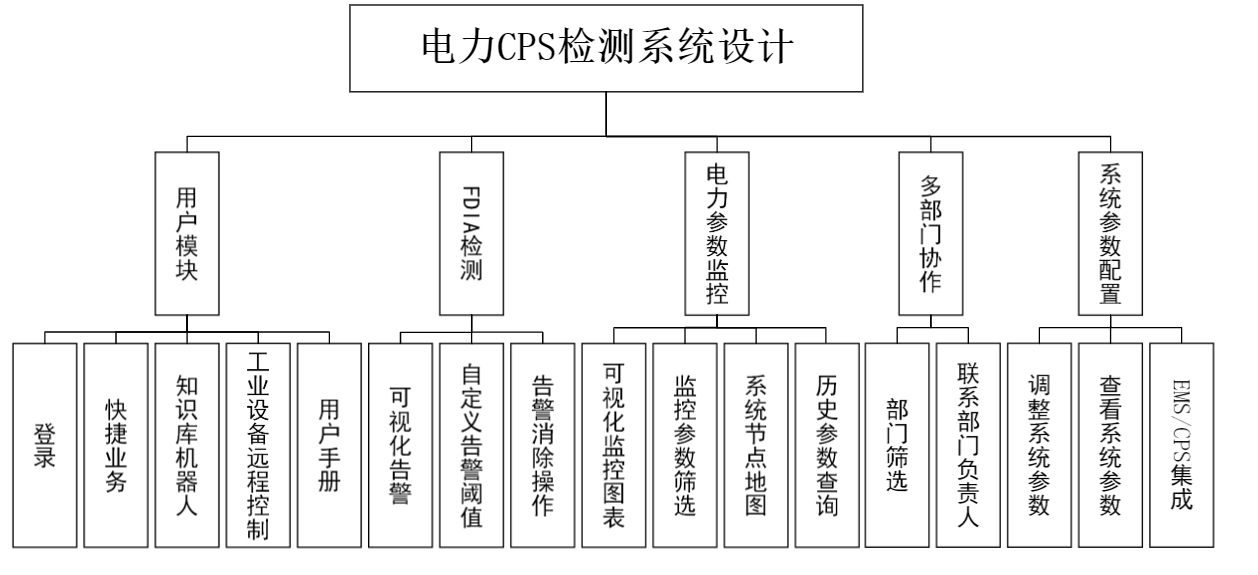 电力CPS检测系统设计
用户模块
FDIA检测
电力参数监控
多部门协作
系统参数配置
登录
快捷业务
知识库机器人
工业设备远程控制
用户手册
可视化告警
自定义告警阈值
告警消除操作
可视化监控图表
监控参数筛选
系统节点地图
历史参数查询
部门筛选
联系部门负责人
调整系统参数
查看系统参数
EMS/CPS集成